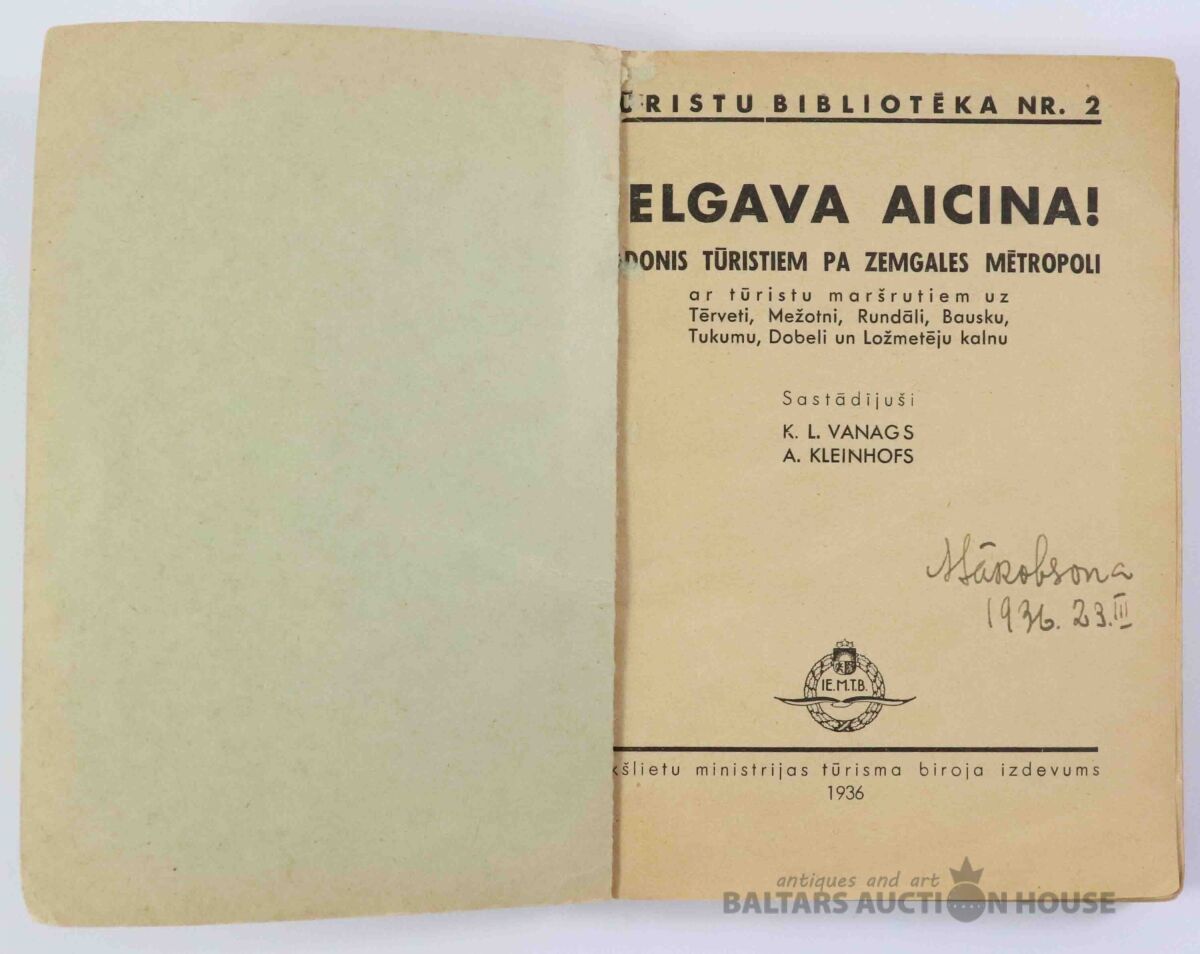 ŪRISTU BIBLIOTĒKA NR. 2
ELGAVA AICINA!
DONIS TŪRISTIEM PA ZEMGALES MĒTROPOLI
ar tūristu maršrutiem uz
Tērveti, Mežotni, Rundāli, Bausku,
Tukumu, Dobeli un Ložmetēju kalnu
Sastādījuši
K. L. VANAGS
A. KLEINHOFS
1936. 23.III
IE.M.T.B.
kšlietu ministrijas tūrisma biroja izdevums
1936
antiques and art
BALTARS AUCTION HOUSE